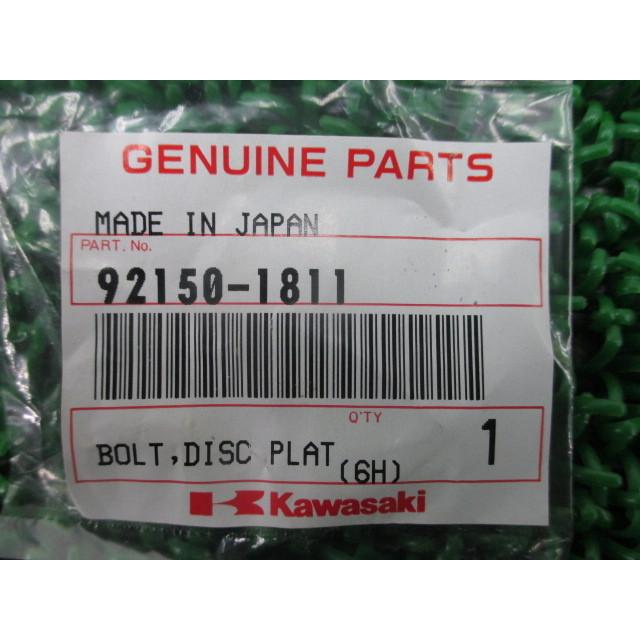 GENUINE PARTS
MADE IN JAPAN
PART. No.
92150-1811
Q'TY
BOLT,DISC PLAT(6H) 1
Kawasaki